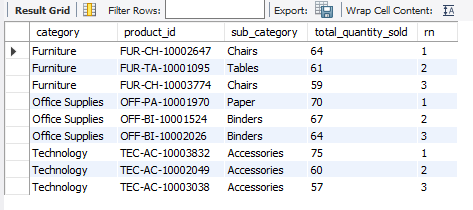 Result Grid Filter Rows: Export: Wrap Cell Content:
category product_id sub_category total_quantity_sold rn
Furniture FUR-CH-10002647 Chairs 64 1
Furniture FUR-TA-10001095 Tables 61 2
Furniture FUR-CH-10003774 Chairs 59 3
Office Supplies OFF-PA-10001970 Paper 70 1
Office Supplies OFF-BI-10001524 Binders 67 2
Office Supplies OFF-BI-10002026 Binders 64 3
Technology TEC-AC-10003832 Accessories 75 1
Technology TEC-AC-10002049 Accessories 60 2
Technology TEC-AC-10003038 Accessories 57 3